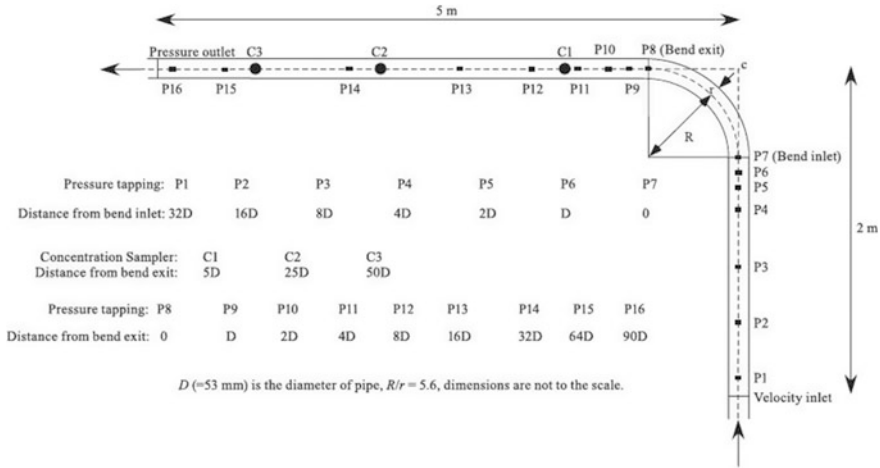 5 m
Pressure outlet C3 C2 C1 P10 P8 (Bend exit)
c
P16 P15 P14 P13 P12 P11 P9
r
R
P7 (Bend inlet)
P6
P5
P4
2 m
P3
P2
P1
Velocity inlet
Pressure tapping: P1 P2 P3 P4 P5 P6 P7
Distance from bend inlet: 32D 16D 8D 4D 2D D 0
Concentration Sampler: C1 C2 C3
Distance from bend exit: 5D 25D 50D
Pressure tapping: P8 P9 P10 P11 P12 P13 P14 P15 P16
Distance from bend exit: 0 D 2D 4D 8D 16D 32D 64D 90D
D (=53 mm) is the diameter of pipe, R/r = 5.6, dimensions are not to the scale.